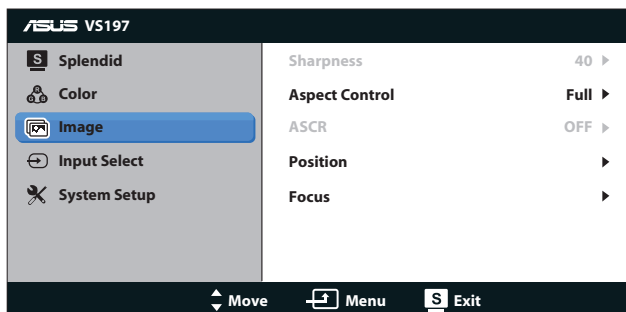 ASUS VS197
S Splendid
Color
Image
Input Select
System Setup
Sharpness 40
Aspect Control Full
ASCR OFF
Position
Focus
Move Menu S Exit